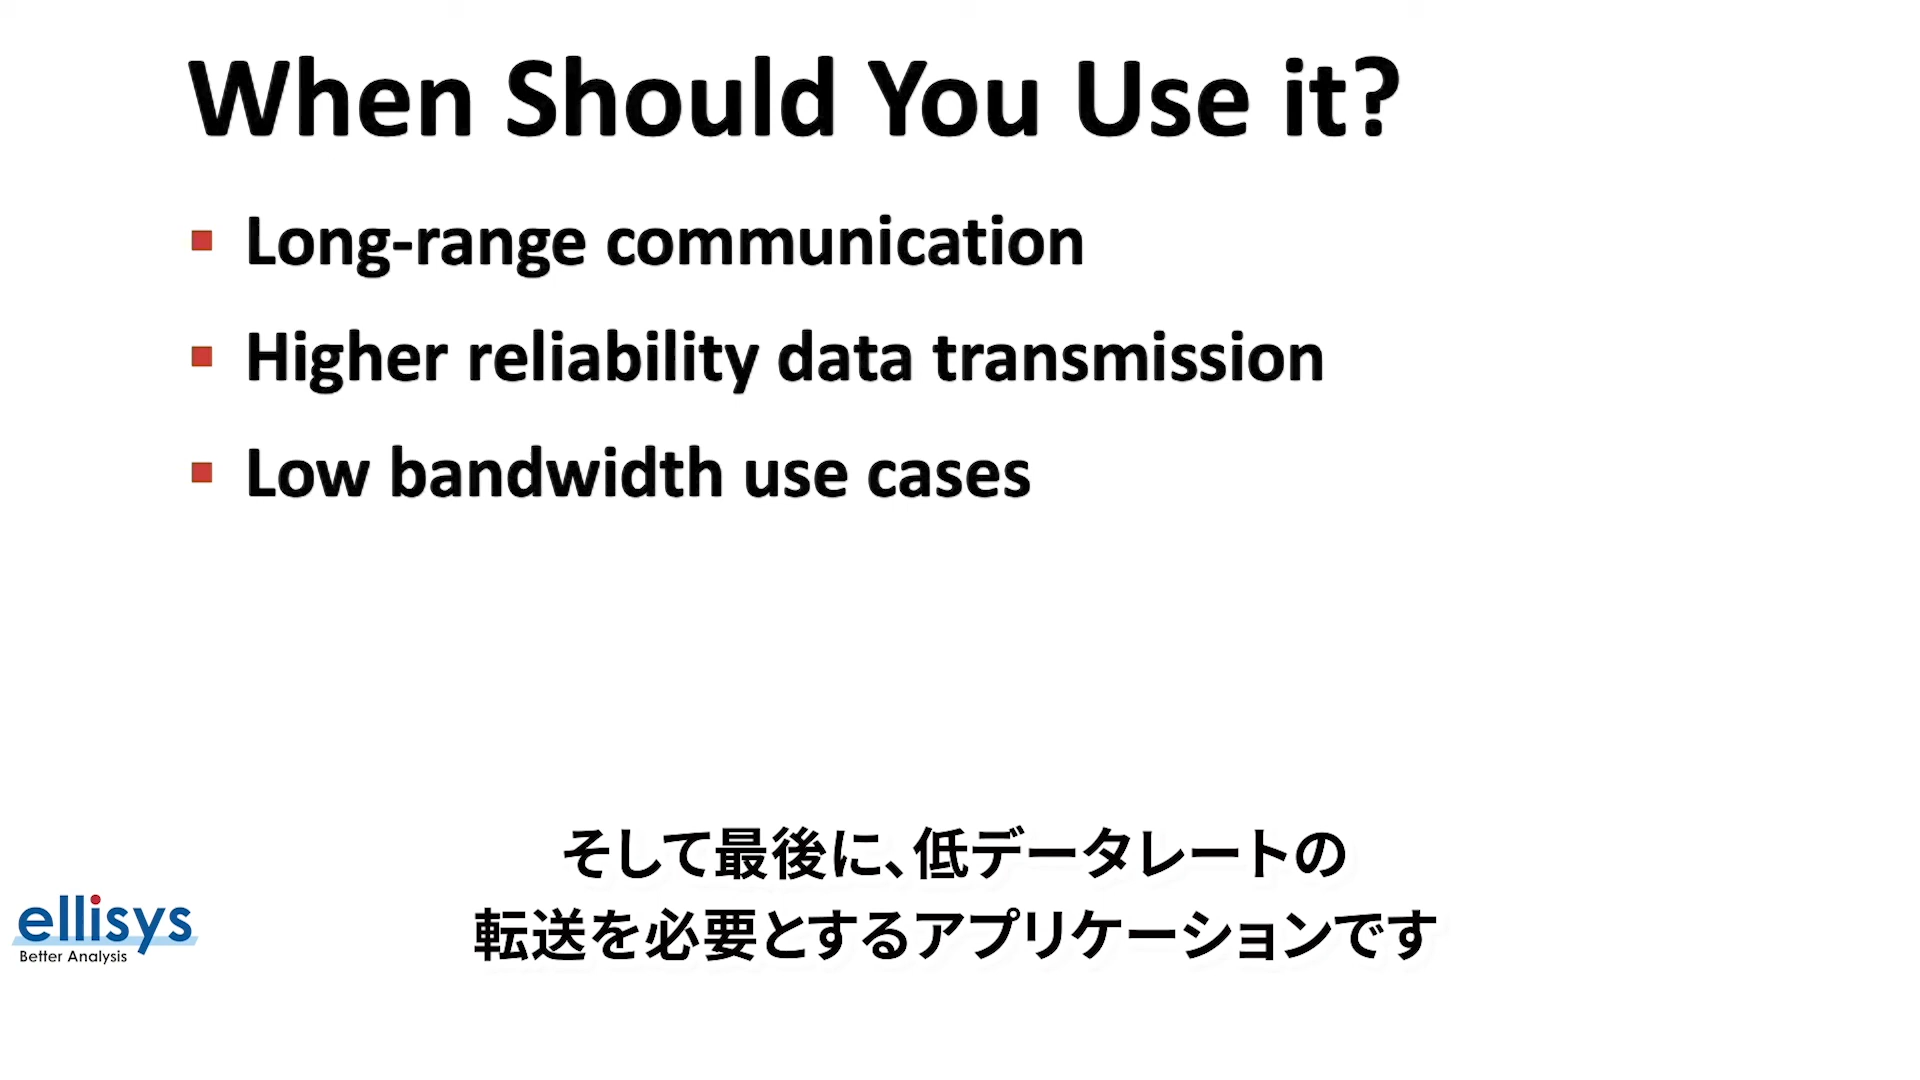 When Should You Use it?
Long-range communication
Higher reliability data transmission
Low bandwidth use cases
そして最後に、低データレートの
転送を必要とするアプリケーションです
ellisys
Better Analysis